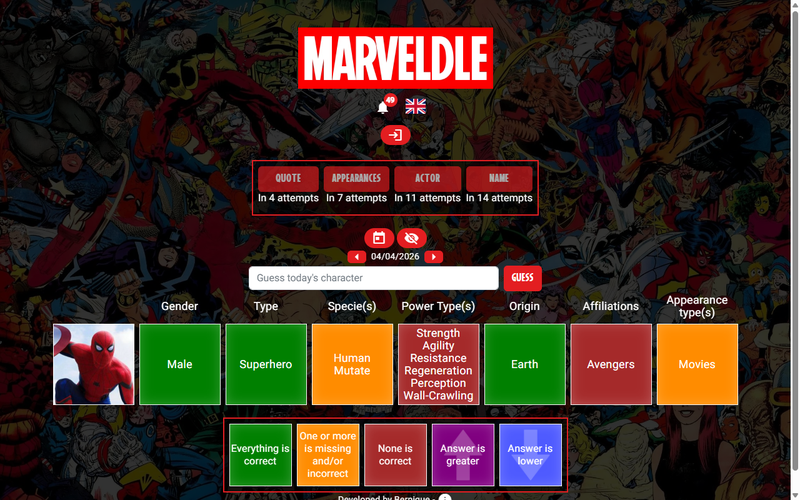 MARVELDLE
49
QUOTE APPEARANCES ACTOR NAME
In 4 attempts In 7 attempts In 11 attempts In 14 attempts
04/04/2026
Guess today's character GUESS
Gender Type Specie(s) Power Type(s) Origin Affiliations Appearance
type(s)
Male
Superhero
Human
Mutate
Strength
Agility
Resistance
Regeneration
Perception
Wall-Crawling
Earth
Avengers
Movies
Everything is
correct
One or more
is missing
and/or
incorrect
None is
correct
Answer is
greater
Answer is
lower
Developed by Bernique -